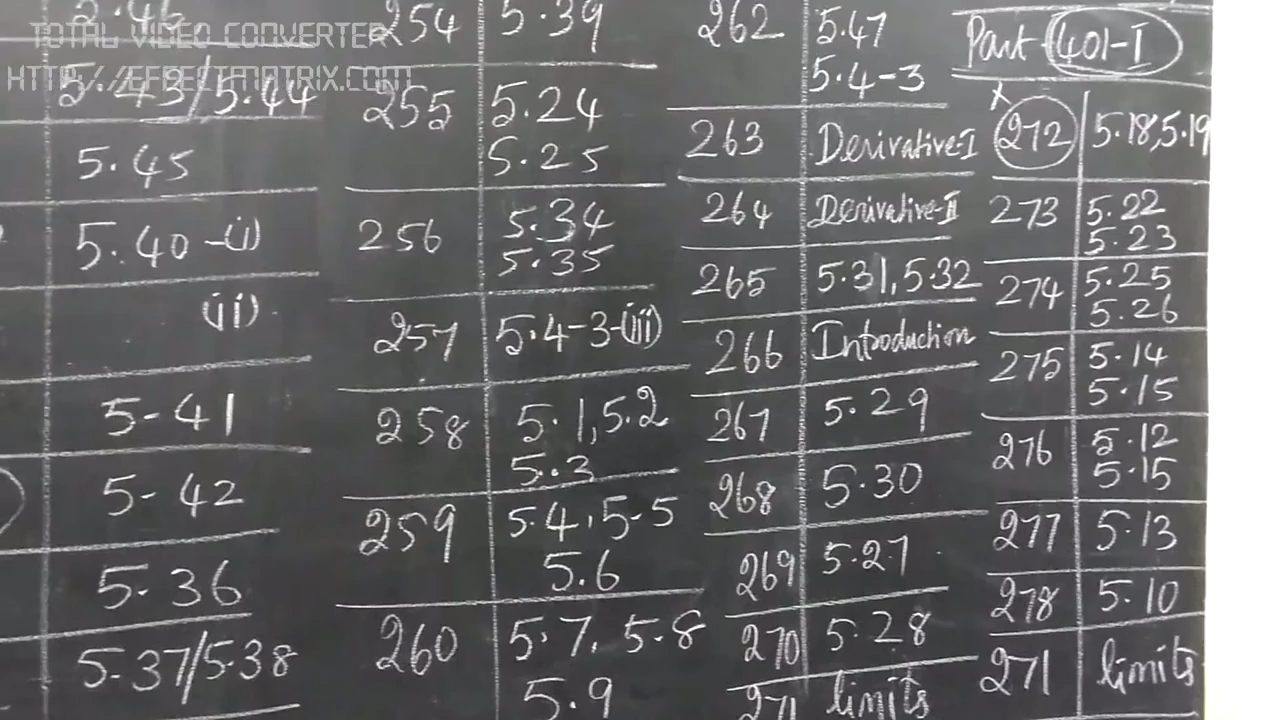 TOTAL VIDEO CONVERTER
HTTP://EFFECTMATRIX.COM
5.43/5.44
5.45
5.40-(i)
(ii)
5-41
5-42
5.36
5.37/5.38
254 5.39
255 5.24
5.25
256 5.34
5.35
257 5.4-3-(iii)
258 5.1, 5.2
5.3
259 5.4, 5-5
5.6
260 5.7, 5.8
5.9
262 5.47
5.4-3
263 Derivative-I
264 Derivative-II
265 5.31, 5.32
266 Introduction
267 5.29
268 5.30
269 5.27
270 5.28
271 limits
Part-401-I
x
272 5.18, 5.19
273 5.22
5.23
274 5.25
5.26
275 5.14
5.15
276 5.12
5.15
277 5.13
278 5.10
271 limits